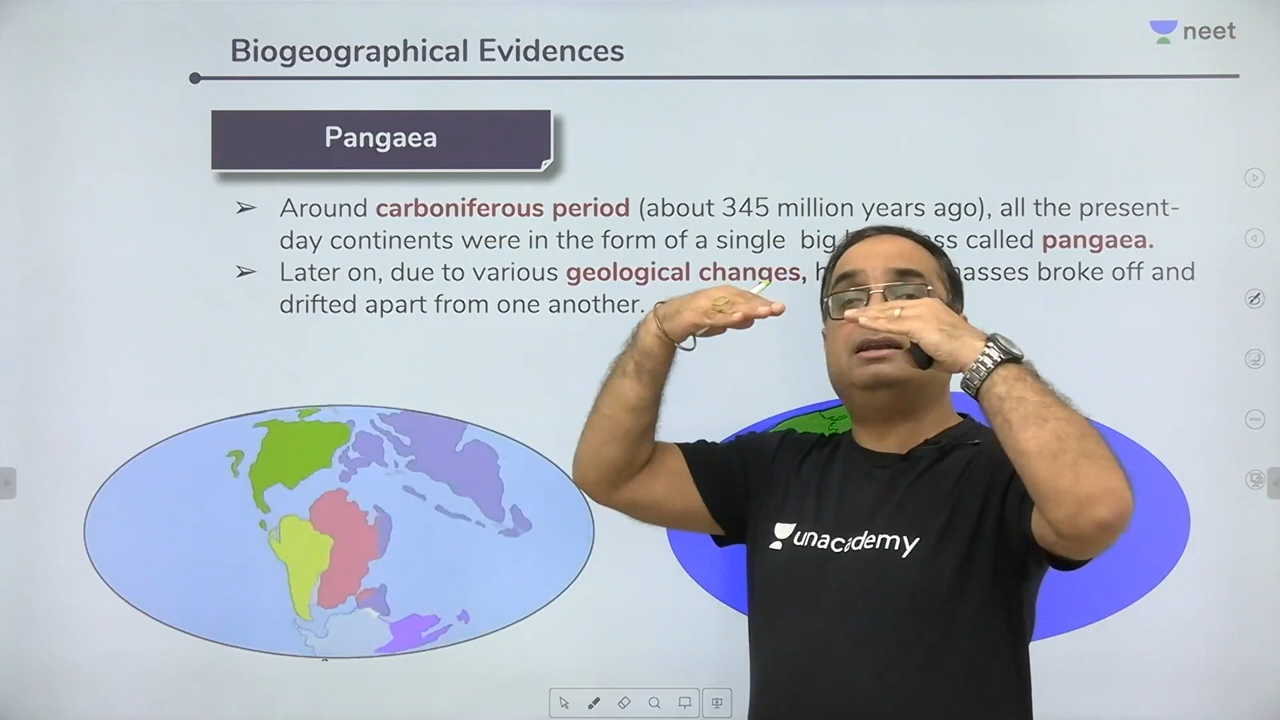 Biogeographical Evidences
neet
Pangaea
➢ Around carboniferous period (about 345 million years ago), all the present-
day continents were in the form of a single big ss called pangaea.
➢ Later on, due to various geological changes, masses broke off and
drifted apart from one another.
unacademy